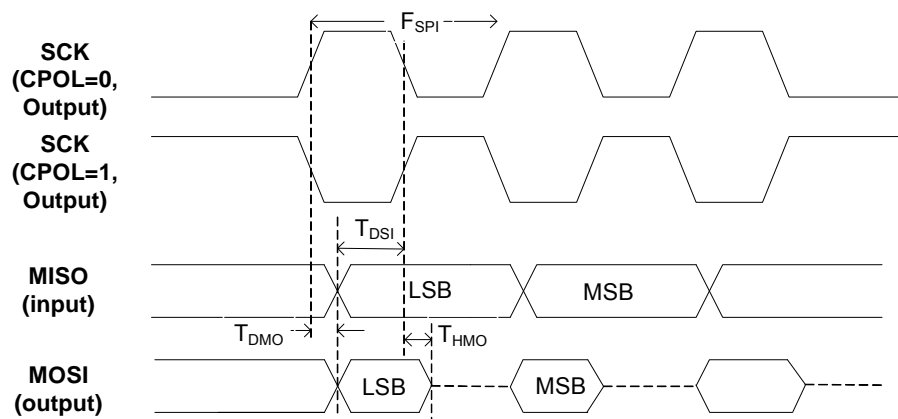 F_SPI
SCK
(CPOL=0,
Output)
SCK
(CPOL=1,
Output)
T_DSI
MISO
(input)
LSB
MSB
T_DMO
T_HMO
MOSI
(output)
LSB
MSB